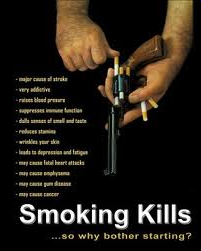 - major cause of stroke
- very addictive
- raises blood pressure
- suppresses immune function
- dulls senses of smell and taste
- reduces stamina
- wrinkles your skin
- leads to depression and fatigue
- may cause fatal heart attacks
- may cause emphysema
- may cause gum disease
- may cause cancer
Smoking Kills
...so why bother starting?